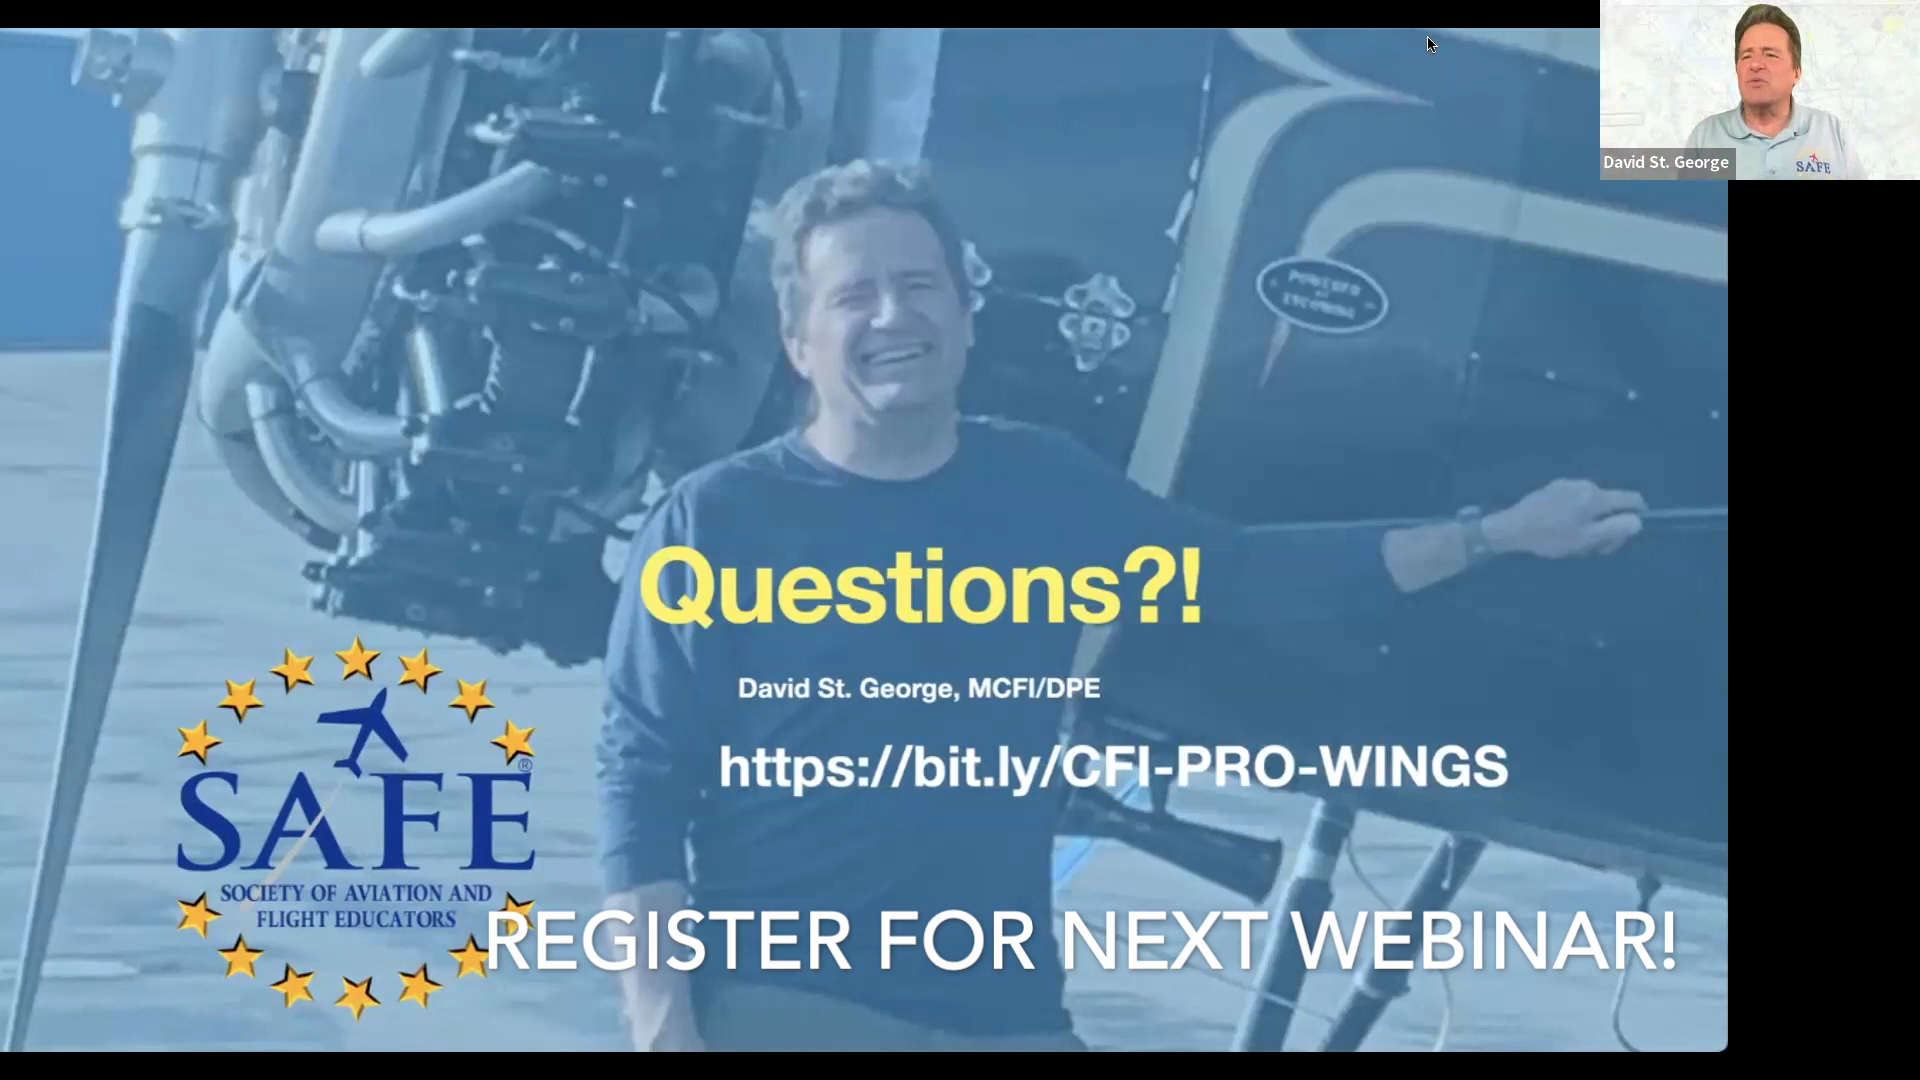 David St. George
SAFE
Questions?!
David St. George, MCFI/DPE
https://bit.ly/CFI-PRO-WINGS
SAFE®
SOCIETY OF AVIATION AND
FLIGHT EDUCATORS
REGISTER FOR NEXT WEBINAR!